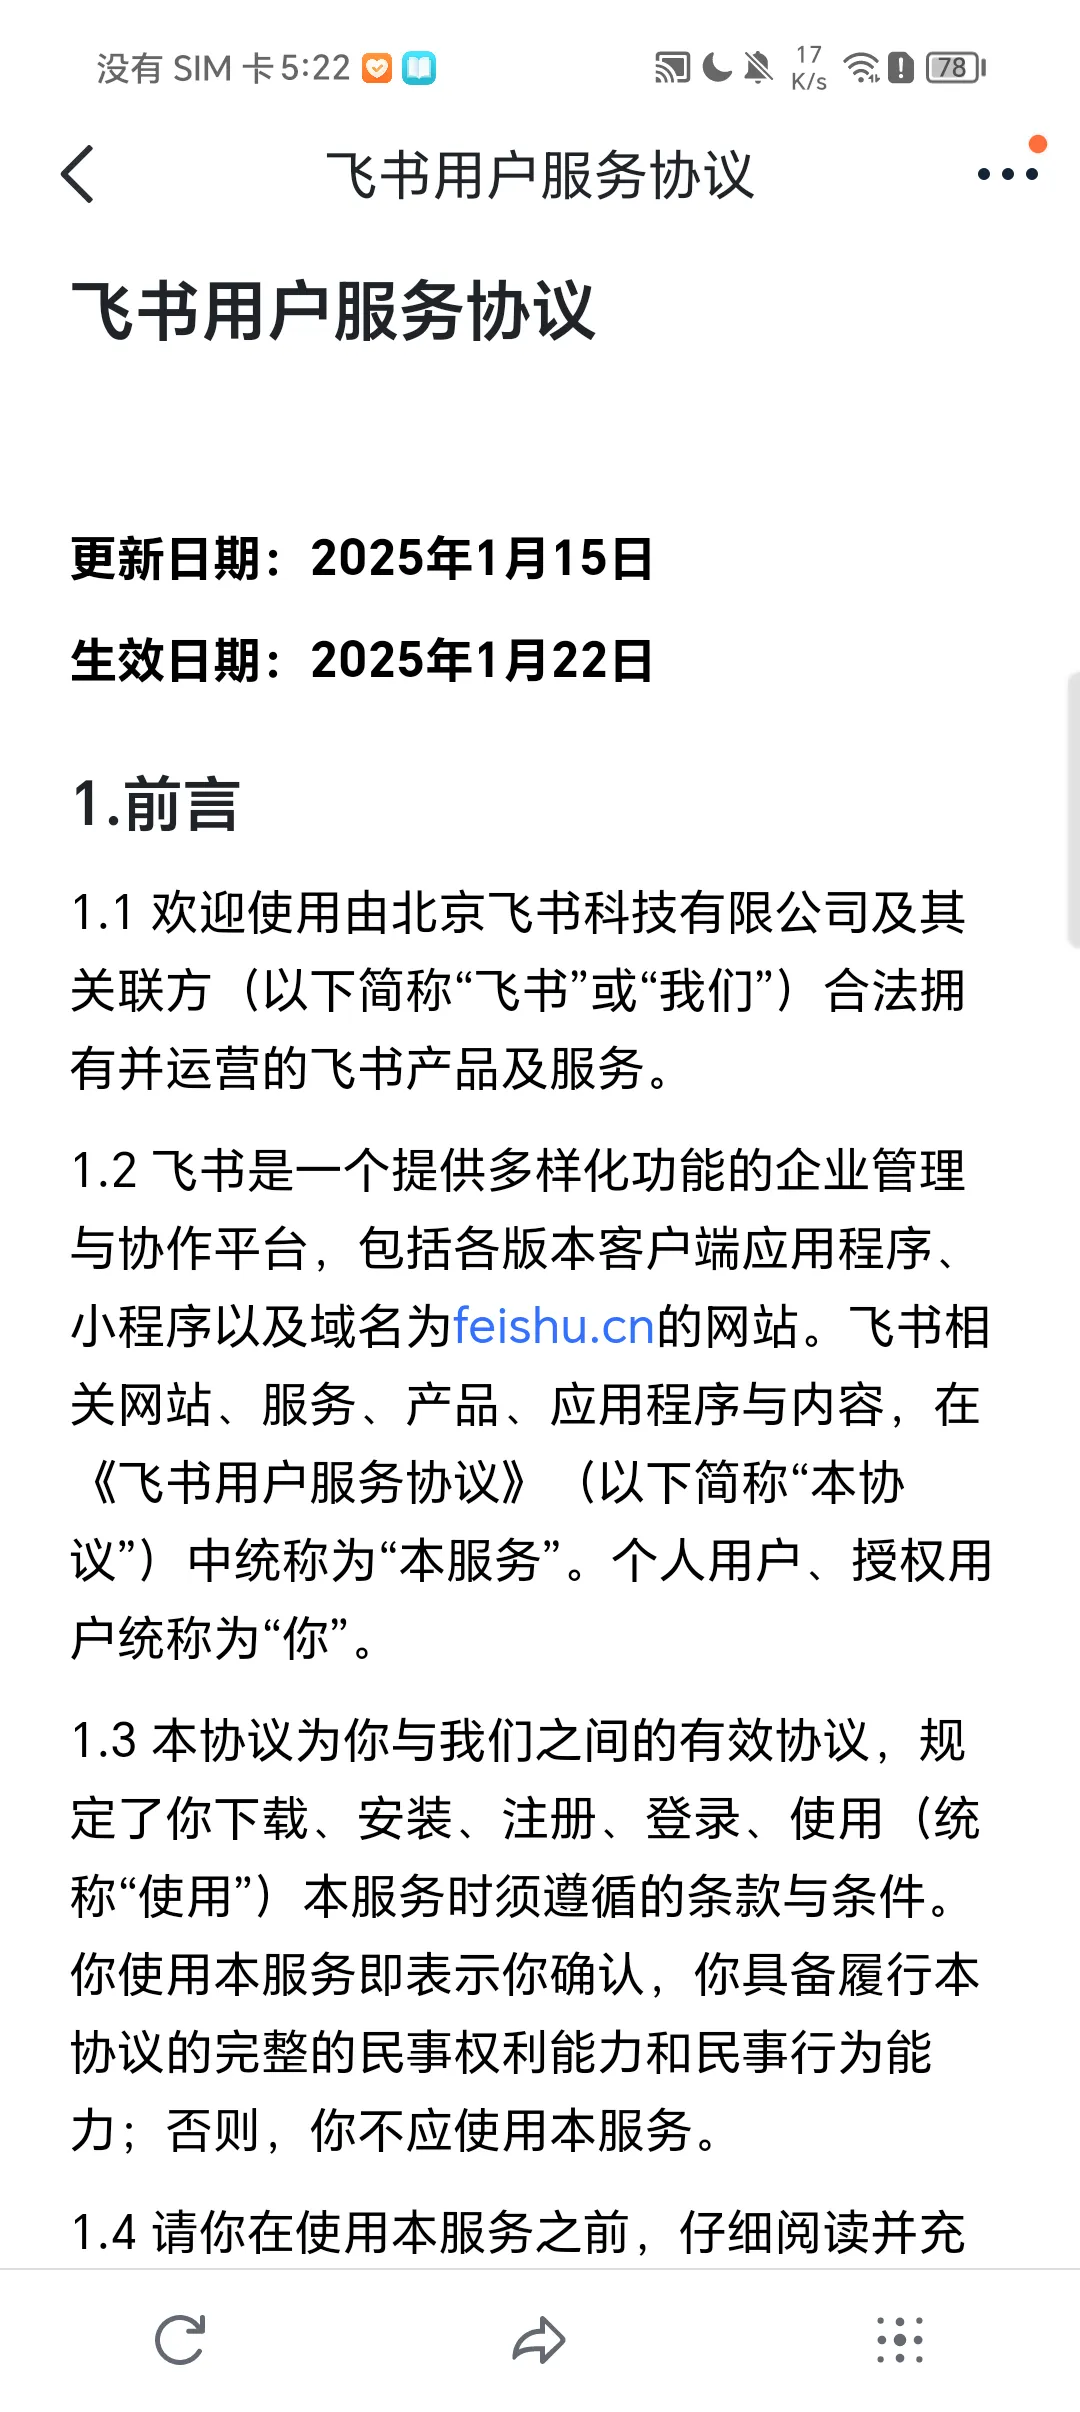 没有 SIM 卡 5:22 17 K/s 78
飞书用户服务协议
飞书用户服务协议
更新日期：2025年1月15日
生效日期：2025年1月22日
1.前言
1.1 欢迎使用由北京飞书科技有限公司及其
关联方（以下简称“飞书”或“我们”）合法拥
有并运营的飞书产品及服务。
1.2 飞书是一个提供多样化功能的企业管理
与协作平台，包括各版本客户端应用程序、
小程序以及域名为feishu.cn的网站。飞书相
关网站、服务、产品、应用程序与内容，在
《飞书用户服务协议》（以下简称“本协
议”）中统称为“本服务”。个人用户、授权用
户统称为“你”。
1.3 本协议为你与我们之间的有效协议，规
定了你下载、安装、注册、登录、使用（统
称“使用”）本服务时须遵循的条款与条件。
你使用本服务即表示你确认，你具备履行本
协议的完整的民事权利能力和民事行为能
力；否则，你不应使用本服务。
1.4 请你在使用本服务之前，仔细阅读并充